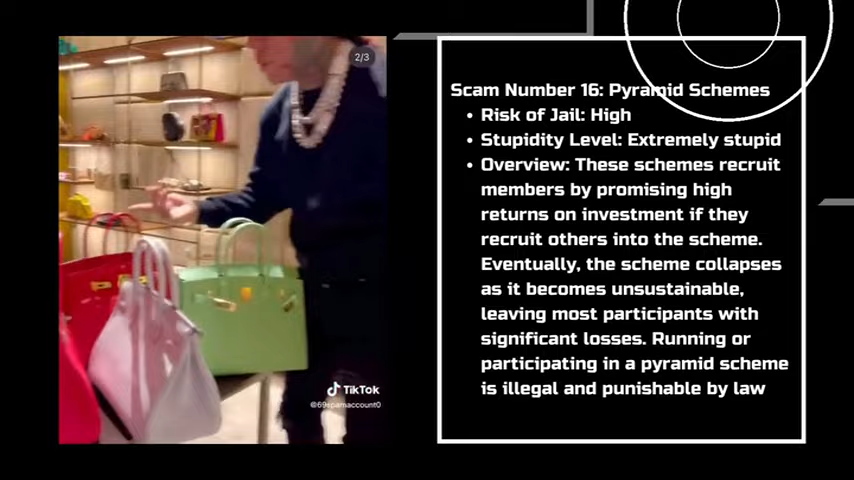 2/3
TikTok
@69spamaccount0
Scam Number 16: Pyramid Schemes
• Risk of Jail: High
• Stupidity Level: Extremely stupid
• Overview: These schemes recruit
members by promising high
returns on investment if they
recruit others into the scheme.
Eventually, the scheme collapses
as it becomes unsustainable,
leaving most participants with
significant losses. Running or
participating in a pyramid scheme
is illegal and punishable by law